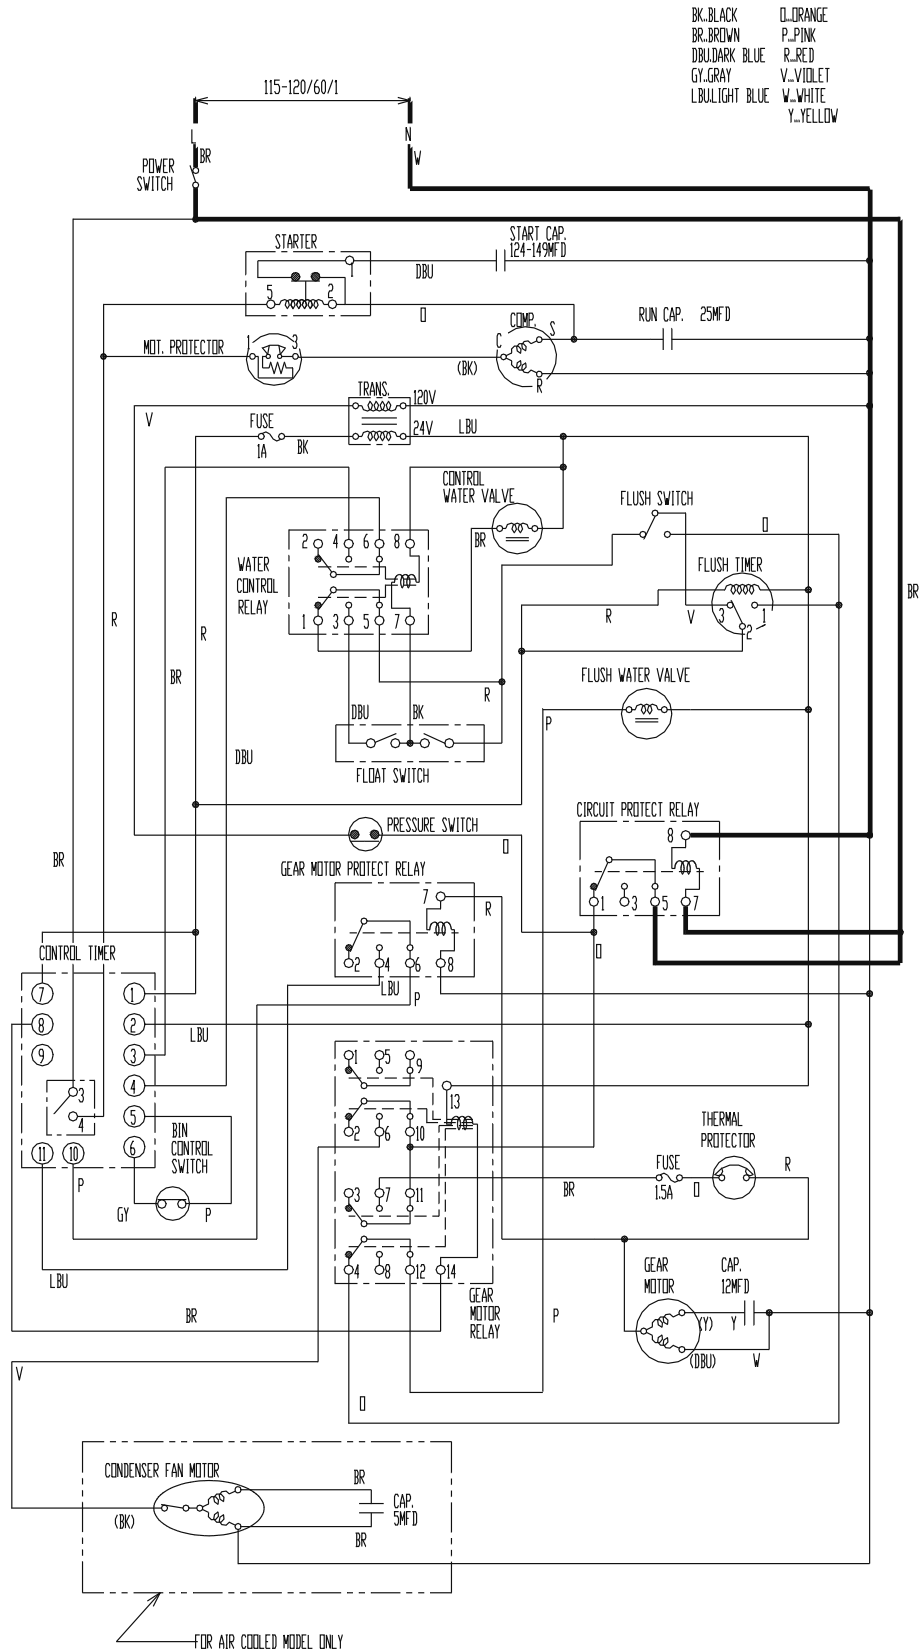 BK..BLACK O...ORANGE
BR..BROWN P...PINK
DBU.DARK BLUE R...RED
GY.GRAY V...VIOLET
LBU.LIGHT BLUE W...WHITE
Y...YELLOW
115-120/60/1
L
N
BR
W
POWER
SWITCH
STARTER
START CAP.
124-149MFD
1
DBU
5
2
O
COMP.
S
RUN CAP. 25MFD
MOT. PROTECTOR
1
3
C
(BK)
R
TRANS.
120V
V
FUSE
24V
LBU
1A
BK
CONTROL
WATER VALVE
FLUSH SWITCH
O
2
4
6
8
BR
WATER
CONTROL
RELAY
FLUSH TIMER
BR
R
R
1
3
5
7
R
V
3
1
2
BR
R
FLUSH WATER VALVE
DBU
BK
P
DBU
FLOAT SWITCH
CIRCUIT PROTECT RELAY
PRESSURE SWITCH
8
O
BR
GEAR MOTOR PROTECT RELAY
7
R
1
3
5
7
CONTROL TIMER
2
4
6
8
O
LBU
P
7
1
8
2
LBU
9
3
1
5
9
4
13
3
4
5
2
6
10
BIN
CONTROL
SWITCH
THERMAL
PROTECTOR
11
10
6
FUSE
R
P
3
7
11
BR
1.5A
O
GY
P
GEAR
MOTOR
CAP.
12MFD
LBU
4
8
12
14
GEAR
MOTOR
RELAY
BR
P
(Y)
Y
(DBU)
W
V
O
CONDENSER FAN MOTOR
BR
CAP.
5MFD
(BK)
BR
FOR AIR COOLED MODEL ONLY